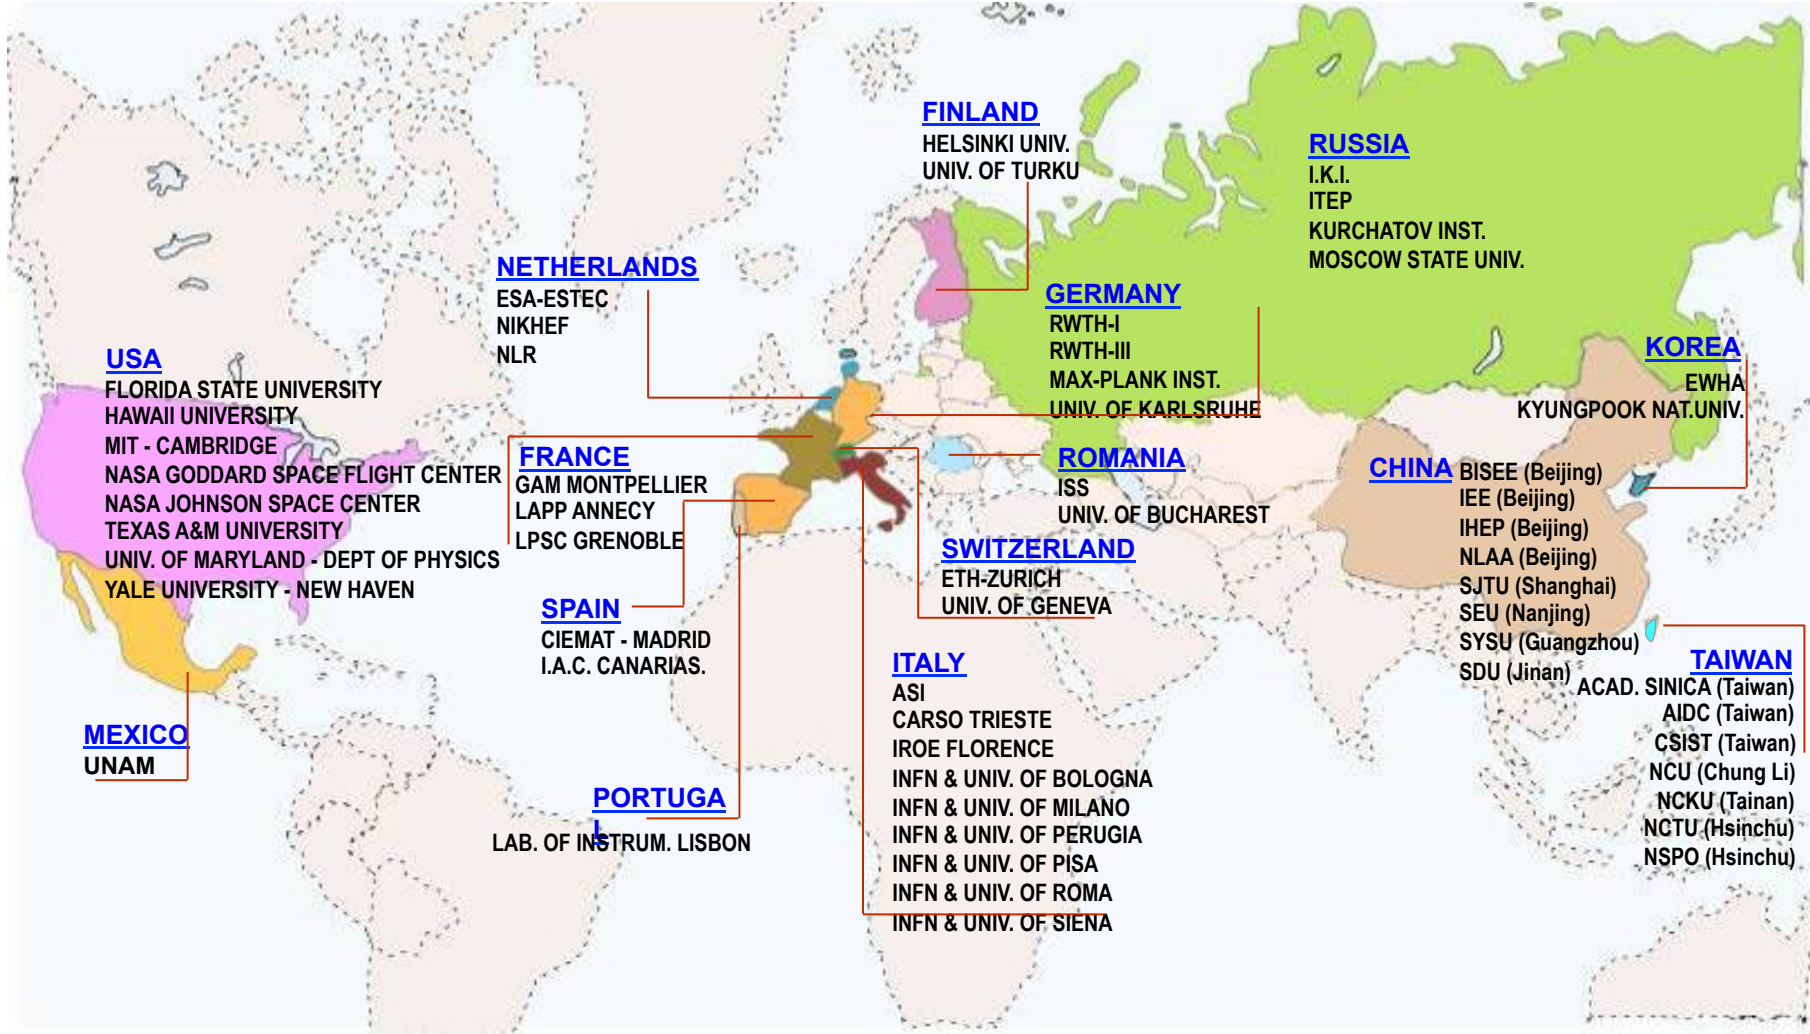 FINLAND
HELSINKI UNIV.
UNIV. OF TURKU
RUSSIA
I.K.I.
ITEP
KURCHATOV INST.
MOSCOW STATE UNIV.
NETHERLANDS
ESA-ESTEC
NIKHEF
NLR
GERMANY
RWTH-I
RWTH-III
MAX-PLANK INST.
UNIV. OF KARLSRUHE
KOREA
EWHA
KYUNGPOOK NAT.UNIV.
USA
FLORIDA STATE UNIVERSITY
HAWAII UNIVERSITY
MIT - CAMBRIDGE
NASA GODDARD SPACE FLIGHT CENTER
NASA JOHNSON SPACE CENTER
TEXAS A&M UNIVERSITY
UNIV. OF MARYLAND - DEPT OF PHYSICS
YALE UNIVERSITY - NEW HAVEN
FRANCE
GAM MONTPELLIER
LAPP ANNECY
LPSC GRENOBLE
ROMANIA
ISS
UNIV. OF BUCHAREST
CHINA BISEE (Beijing)
IEE (Beijing)
IHEP (Beijing)
NLAA (Beijing)
SJTU (Shanghai)
SEU (Nanjing)
SYSU (Guangzhou)
SDU (Jinan)
SWITZERLAND
ETH-ZURICH
UNIV. OF GENEVA
SPAIN
CIEMAT - MADRID
I.A.C. CANARIAS.
ITALY
ASI
CARSO TRIESTE
IROE FLORENCE
INFN & UNIV. OF BOLOGNA
INFN & UNIV. OF MILANO
INFN & UNIV. OF PERUGIA
INFN & UNIV. OF PISA
INFN & UNIV. OF ROMA
INFN & UNIV. OF SIENA
TAIWAN
ACAD. SINICA (Taiwan)
AIDC (Taiwan)
CSIST (Taiwan)
NCU (Chung Li)
NCKU (Tainan)
NCTU (Hsinchu)
NSPO (Hsinchu)
MEXICO
UNAM
PORTUGA
L
LAB. OF INSTRUM. LISBON